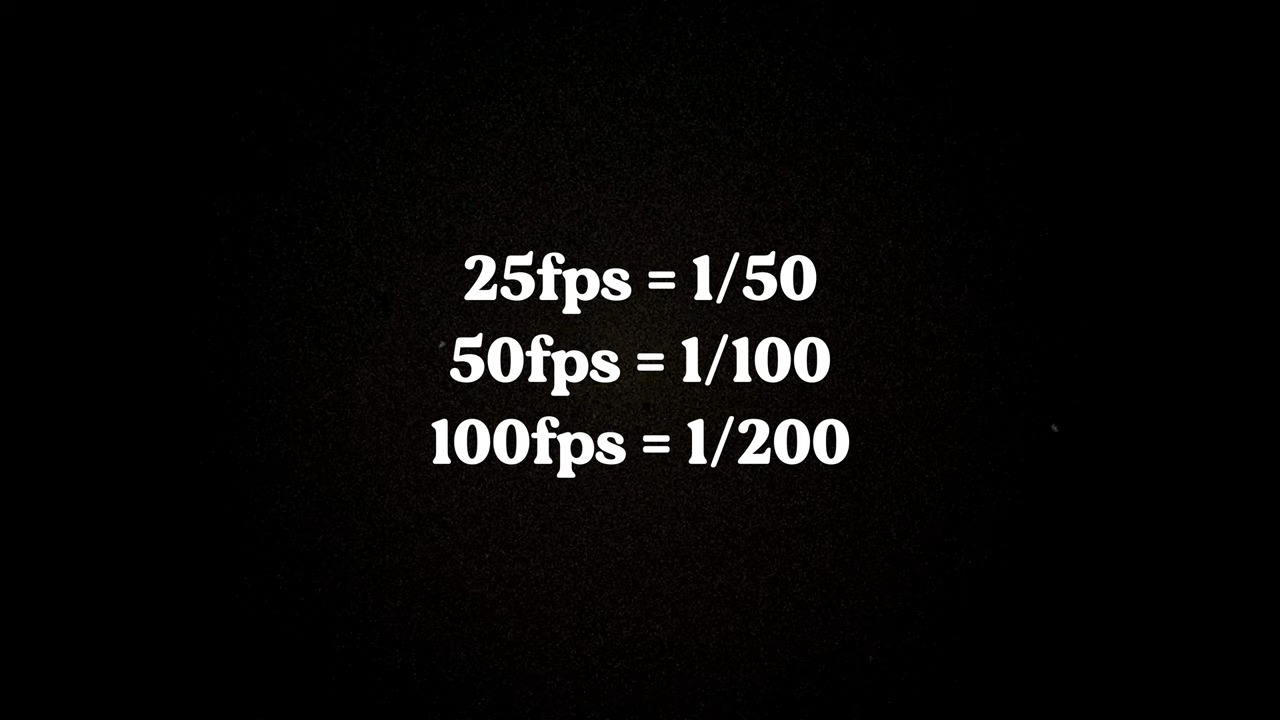 25fps = 1/50
50fps = 1/100
100fps = 1/200